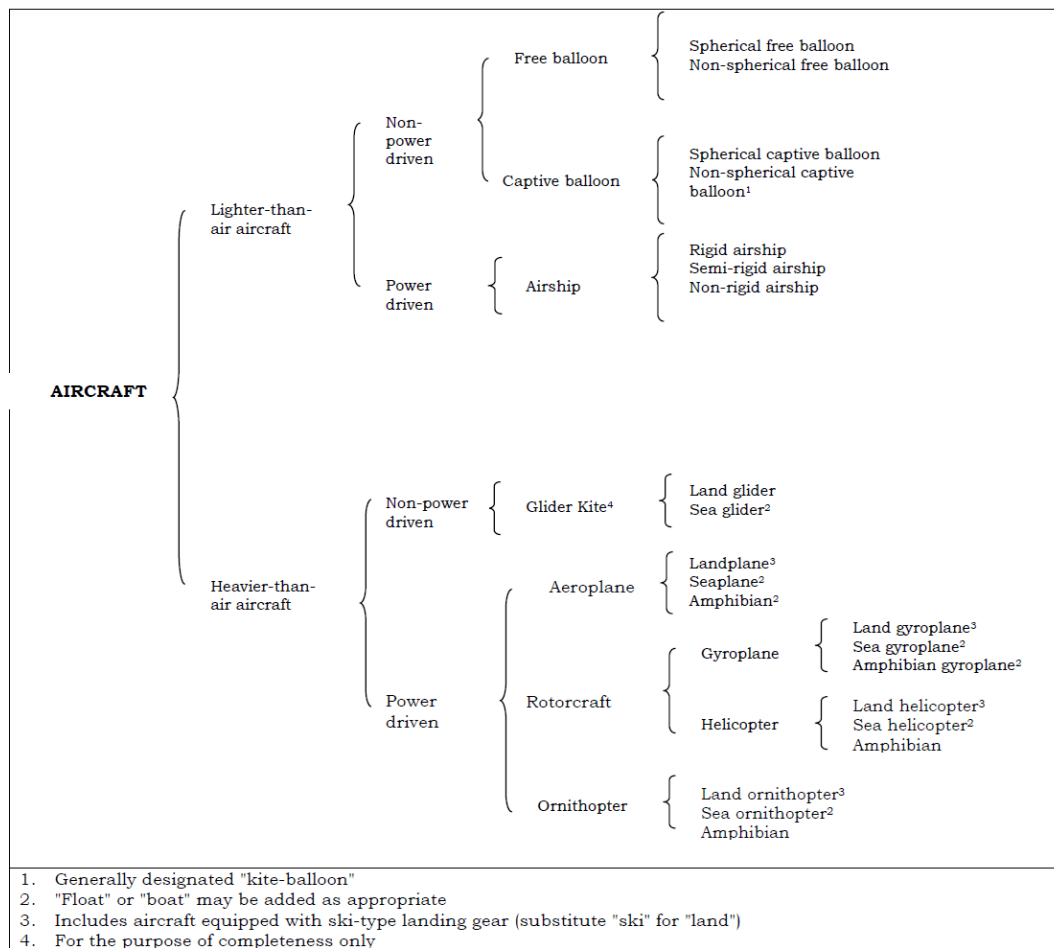 AIRCRAFT
Lighter-than-
air aircraft
Non-
power
driven
Free balloon
Spherical free balloon
Non-spherical free balloon
Captive balloon
Spherical captive balloon
Non-spherical captive
balloon¹
Power
driven
Airship
Rigid airship
Semi-rigid airship
Non-rigid airship
Heavier-than-
air aircraft
Non-power
driven
Glider Kite⁴
Land glider
Sea glider²
Power
driven
Aeroplane
Landplane³
Seaplane²
Amphibian²
Rotorcraft
Gyroplane
Land gyroplane³
Sea gyroplane²
Amphibian gyroplane²
Helicopter
Land helicopter³
Sea helicopter²
Amphibian
Ornithopter
Land ornithopter³
Sea ornithopter²
Amphibian
1. Generally designated "kite-balloon"
2. "Float" or "boat" may be added as appropriate
3. Includes aircraft equipped with ski-type landing gear (substitute "ski" for "land")
4. For the purpose of completeness only